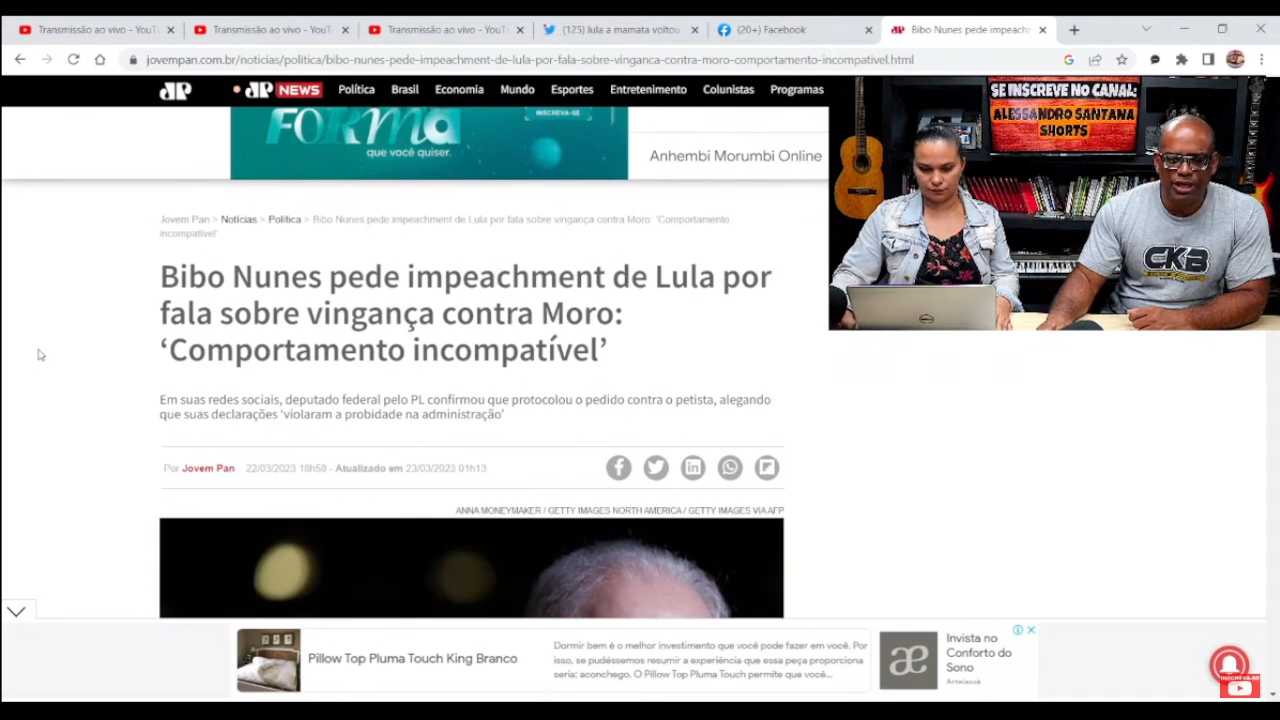 Transmissão ao vivo - YouT
Transmissão ao vivo - YouT
Transmissão ao vivo - YouT
(125) lula a mamata voltou
(20+) Facebook
Bibo Nunes pede impeachm
jovempan.com.br/noticias/politica/bibo-nunes-pede-impeachment-de-lula-por-fala-sobre-vinganca-contra-moro-comportamento-incompativel.html
JP
JP NEWS
Política
Brasil
Economia
Mundo
Esportes
Entretenimento
Colunistas
Programas
SE INSCREVE NO CANAL:
ALESSANDRO SANTANA
SHORTS
INSCREVA-SE
que você quiser.
Anhembi Morumbi Online
Jovem Pan > Notícias > Política > Bibo Nunes pede impeachment de Lula por fala sobre vingança contra Moro: 'Comportamento
incompatível'
Bibo Nunes pede impeachment de Lula por
fala sobre vingança contra Moro:
‘Comportamento incompatível’
CKB
Em suas redes sociais, deputado federal pelo PL confirmou que protocolou o pedido contra o petista, alegando
que suas declarações ‘violaram a probidade na administração’
Por Jovem Pan 22/03/2023 18h58 - Atualizado em 23/03/2023 01h13
ANNA MONEYMAKER / GETTY IMAGES NORTH AMERICA / GETTY IMAGES VIA AFP
Pillow Top Pluma Touch King Branco
Dormir bem é o melhor investimento que você pode fazer em você. Por
isso, se pudéssemos resumir a experiência que essa peça proporciona
seria: aconchego. O Pillow Top Pluma Touch permite que você...
æ
Invista no
Conforto do
Sono
Artelassê
INSCREVA-SE